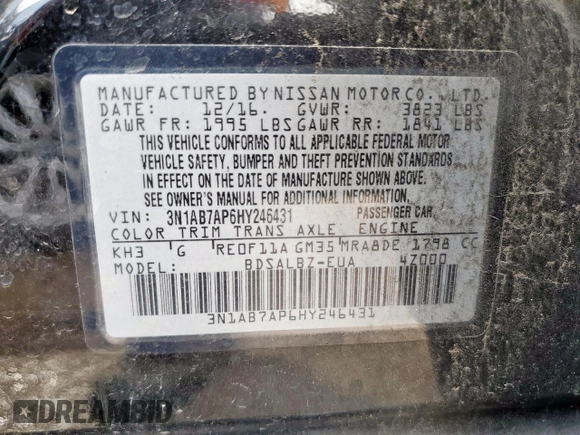 MANUFACTURED BY NISSAN MOTOR CO., LTD.
DATE: 12/16. GVWR: 3823 LBS
GAWR FR: 1995 LBS GAWR RR: 1841 LBS
THIS VEHICLE CONFORMS TO ALL APPLICABLE FEDERAL MOTOR
VEHICLE SAFETY, BUMPER AND THEFT PREVENTION STANDARDS
IN EFFECT ON THE DATE OF MANUFACTURE SHOWN ABOVE.
SEE OWNER'S MANUAL FOR ADDITIONAL INFORMATION.
VIN: 3N1AB7AP6HY246431 PASSENGER CAR
COLOR TRIM TRANS AXLE ENGINE
KH3 G RE0F11A GM35 MRA8DE 1798 CC
MODEL: BDSALBZ-EUA 4Z000
3N1AB7AP6HY246431
DREAMBID